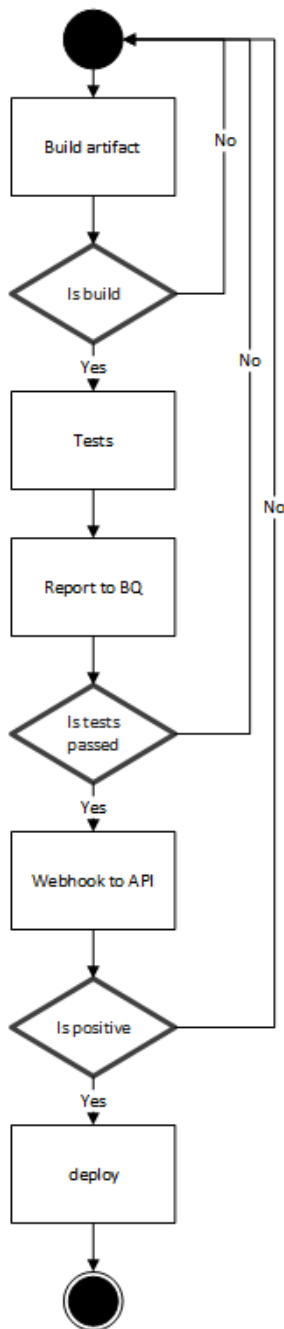 Build artifact
No
Is build
Yes
No
Tests
No
Report to BQ
Is tests
passed
Yes
Webhook to API
Is positive
Yes
deploy